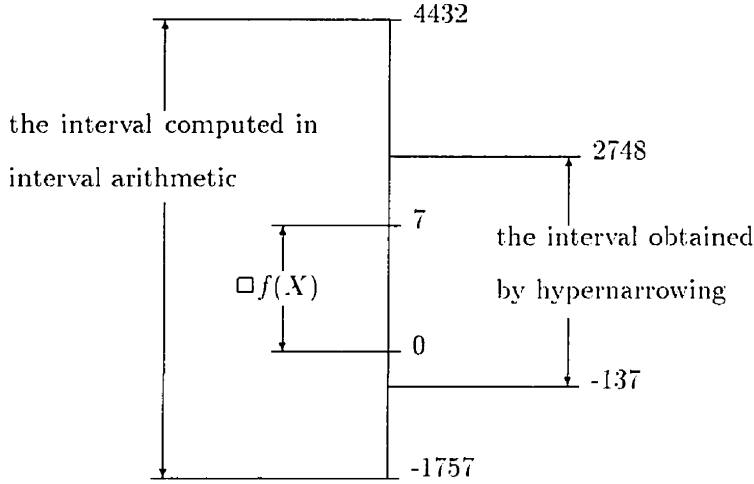 4432
the interval computed in
interval arithmetic
2748
7
the interval obtained
by hypernarrowing
□f(X)
0
-137
-1757